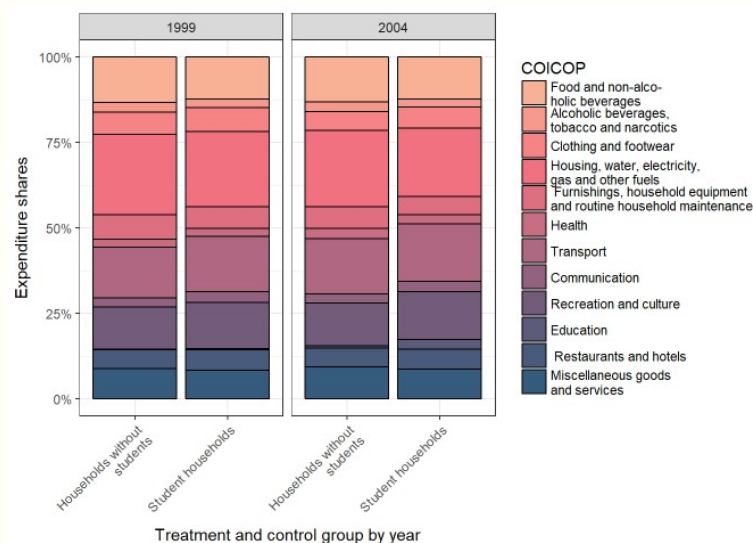 1999
2004
100%
75%
50%
25%
0%
Expenditure shares
Households without
students
Student households
Households without
students
Student households
Treatment and control group by year
COICOP
Food and non-alco-
holic beverages
Alcoholic beverages,
tobacco and narcotics
Clothing and footwear
Housing, water, electricity,
gas and other fuels
Furnishings, household equipment
and routine household maintenance
Health
Transport
Communication
Recreation and culture
Education
Restaurants and hotels
Miscellaneous goods
and services